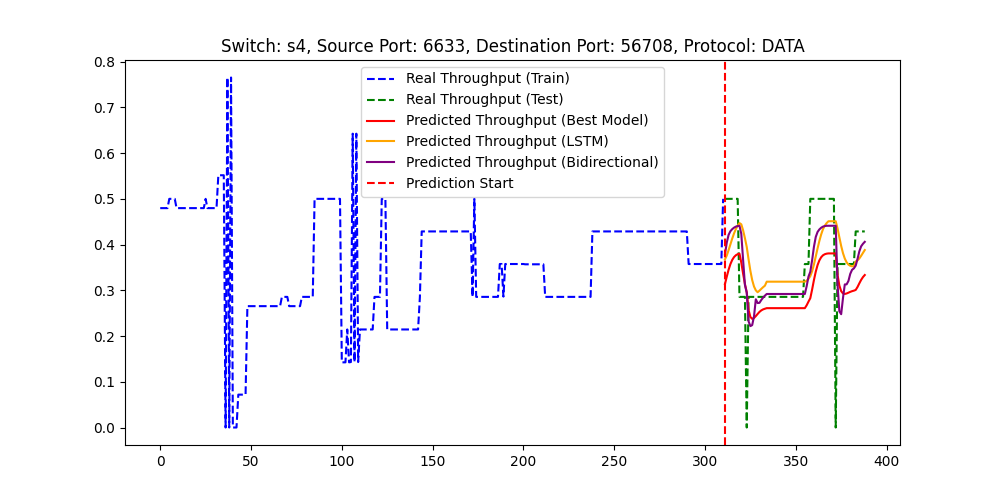 Switch: s4, Source Port: 6633, Destination Port: 56708, Protocol: DATA
Real Throughput (Train)
Real Throughput (Test)
Predicted Throughput (Best Model)
Predicted Throughput (LSTM)
Predicted Throughput (Bidirectional)
Prediction Start
0.8
0.7
0.6
0.5
0.4
0.3
0.2
0.1
0.0
0 50 100 150 200 250 300 350 400